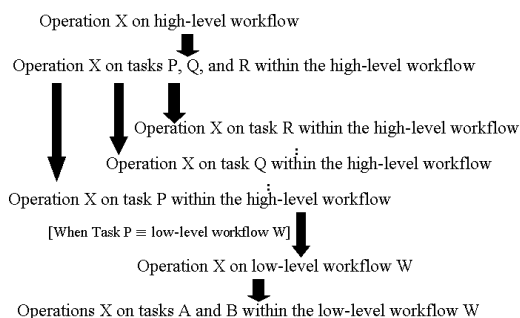 Operation X on high-level workflow
Operation X on tasks P, Q, and R within the high-level workflow
Operation X on task R within the high-level workflow
Operation X on task Q within the high-level workflow
Operation X on task P within the high-level workflow
[When Task P ≡ low-level workflow W]
Operation X on low-level workflow W
Operations X on tasks A and B within the low-level workflow W